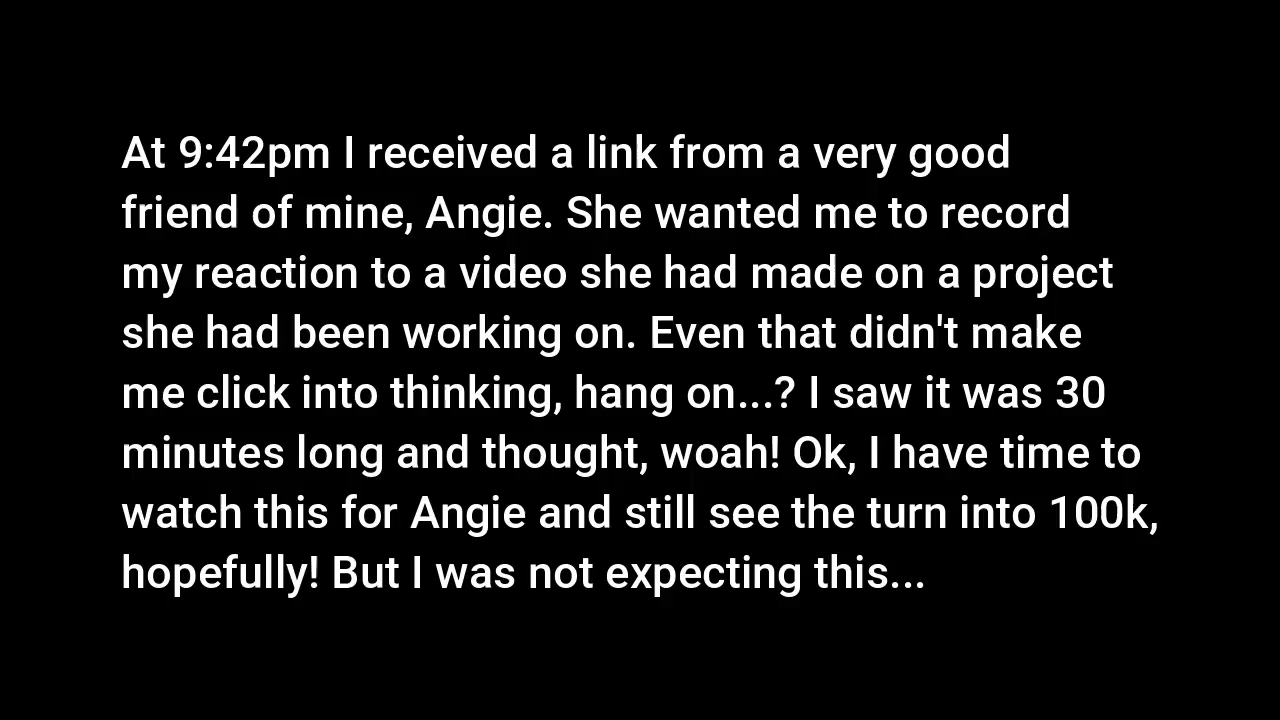 At 9:42pm I received a link from a very good
friend of mine, Angie. She wanted me to record
my reaction to a video she had made on a project
she had been working on. Even that didn't make
me click into thinking, hang on...? I saw it was 30
minutes long and thought, woah! Ok, I have time to
watch this for Angie and still see the turn into 100k,
hopefully! But I was not expecting this...